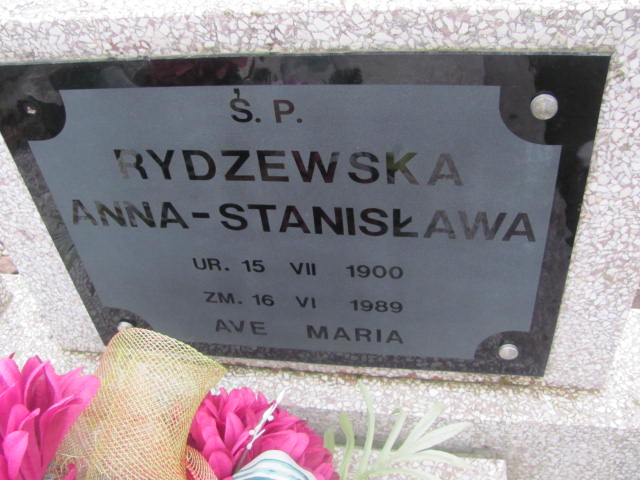 Ś. P.
RYDZEWSKA
ANNA-STANISŁAWA
UR. 15 VII 1900
ZM. 16 VI 1989
AVE MARIA